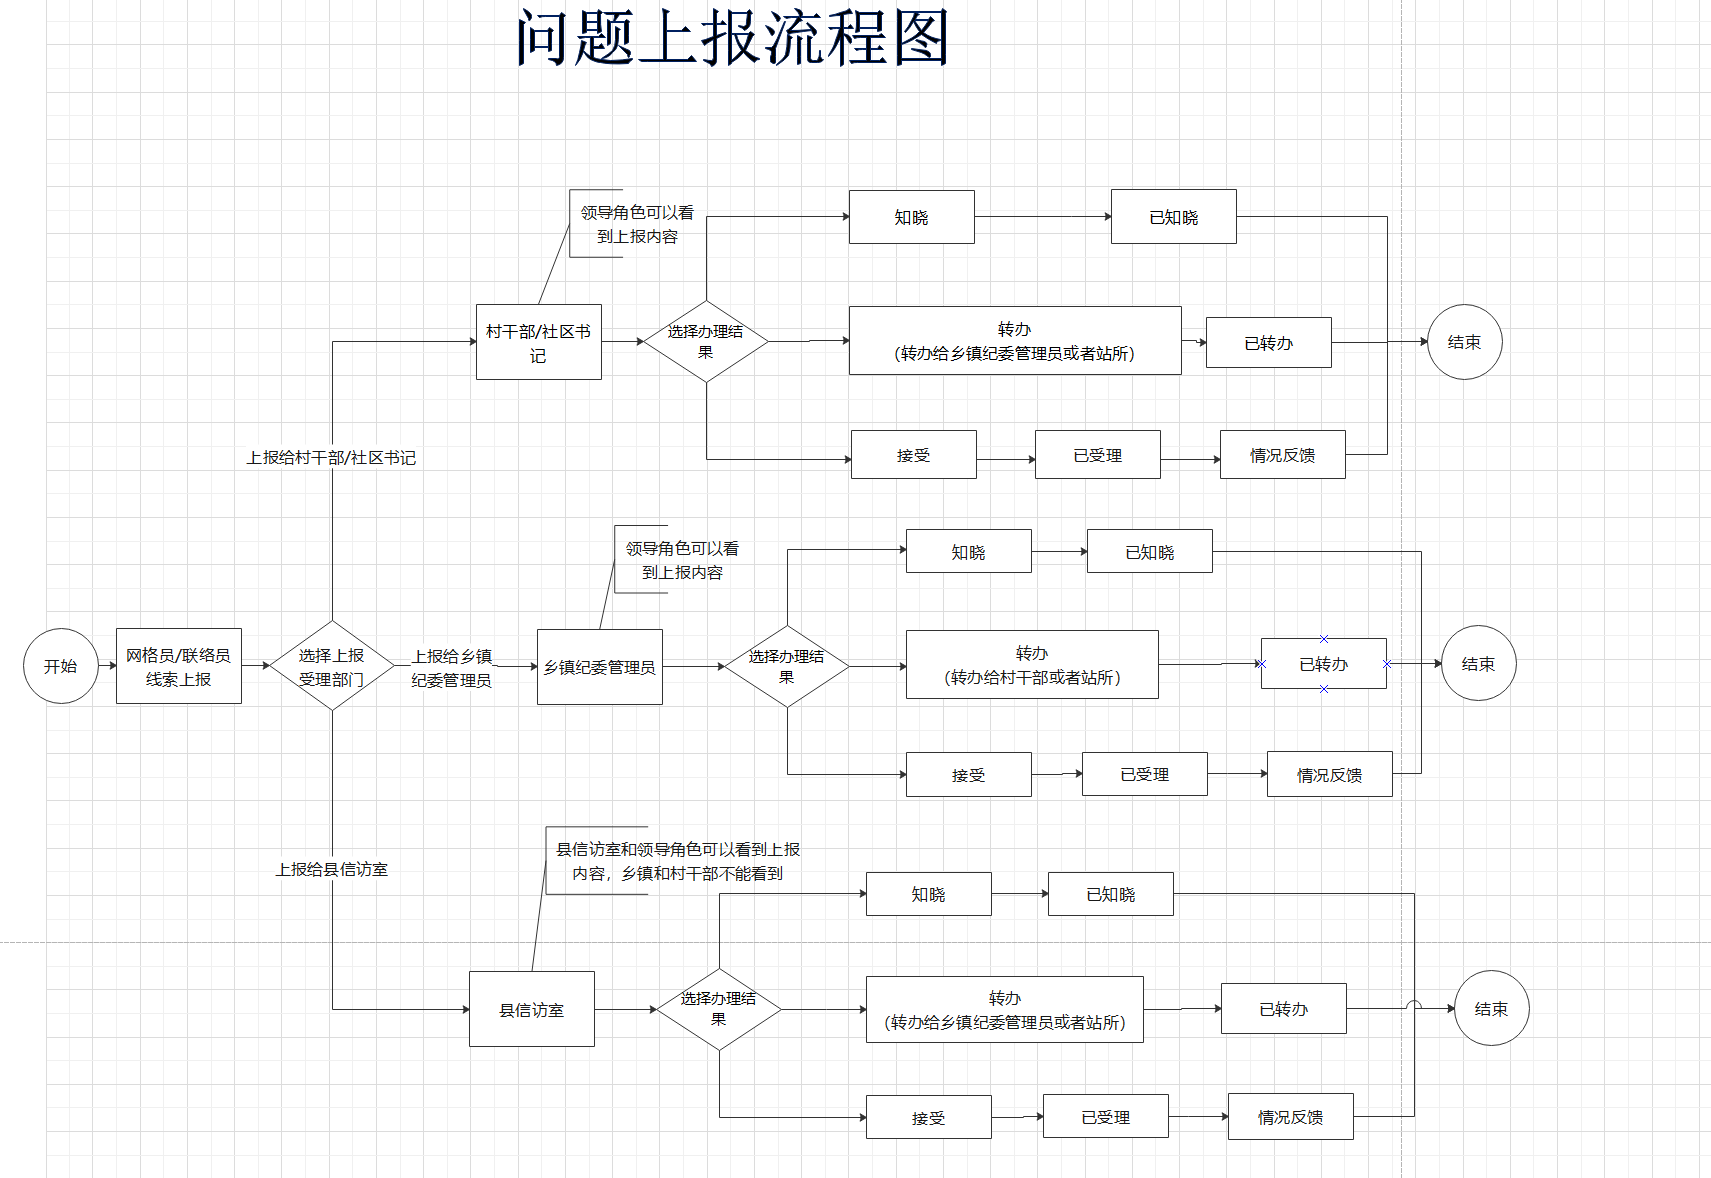 问题上报流程图
领导角色可以看
到上报内容
知晓
已知晓
村干部/社区书
记
选择办理结
果
转办
（转办给乡镇纪委管理员或者站所）
已转办
结束
上报给村干部/社区书记
接受
已受理
情况反馈
领导角色可以看
到上报内容
知晓
已知晓
开始
网格员/联络员
线索上报
选择上报
受理部门
上报给乡镇
纪委管理员
乡镇纪委管理员
选择办理结
果
转办
（转办给村干部或者站所）
已转办
结束
接受
已受理
情况反馈
上报给县信访室
县信访室和领导角色可以看到上报
内容，乡镇和村干部不能看到
知晓
已知晓
县信访室
选择办理结
果
转办
（转办给乡镇纪委管理员或者站所）
已转办
结束
接受
已受理
情况反馈